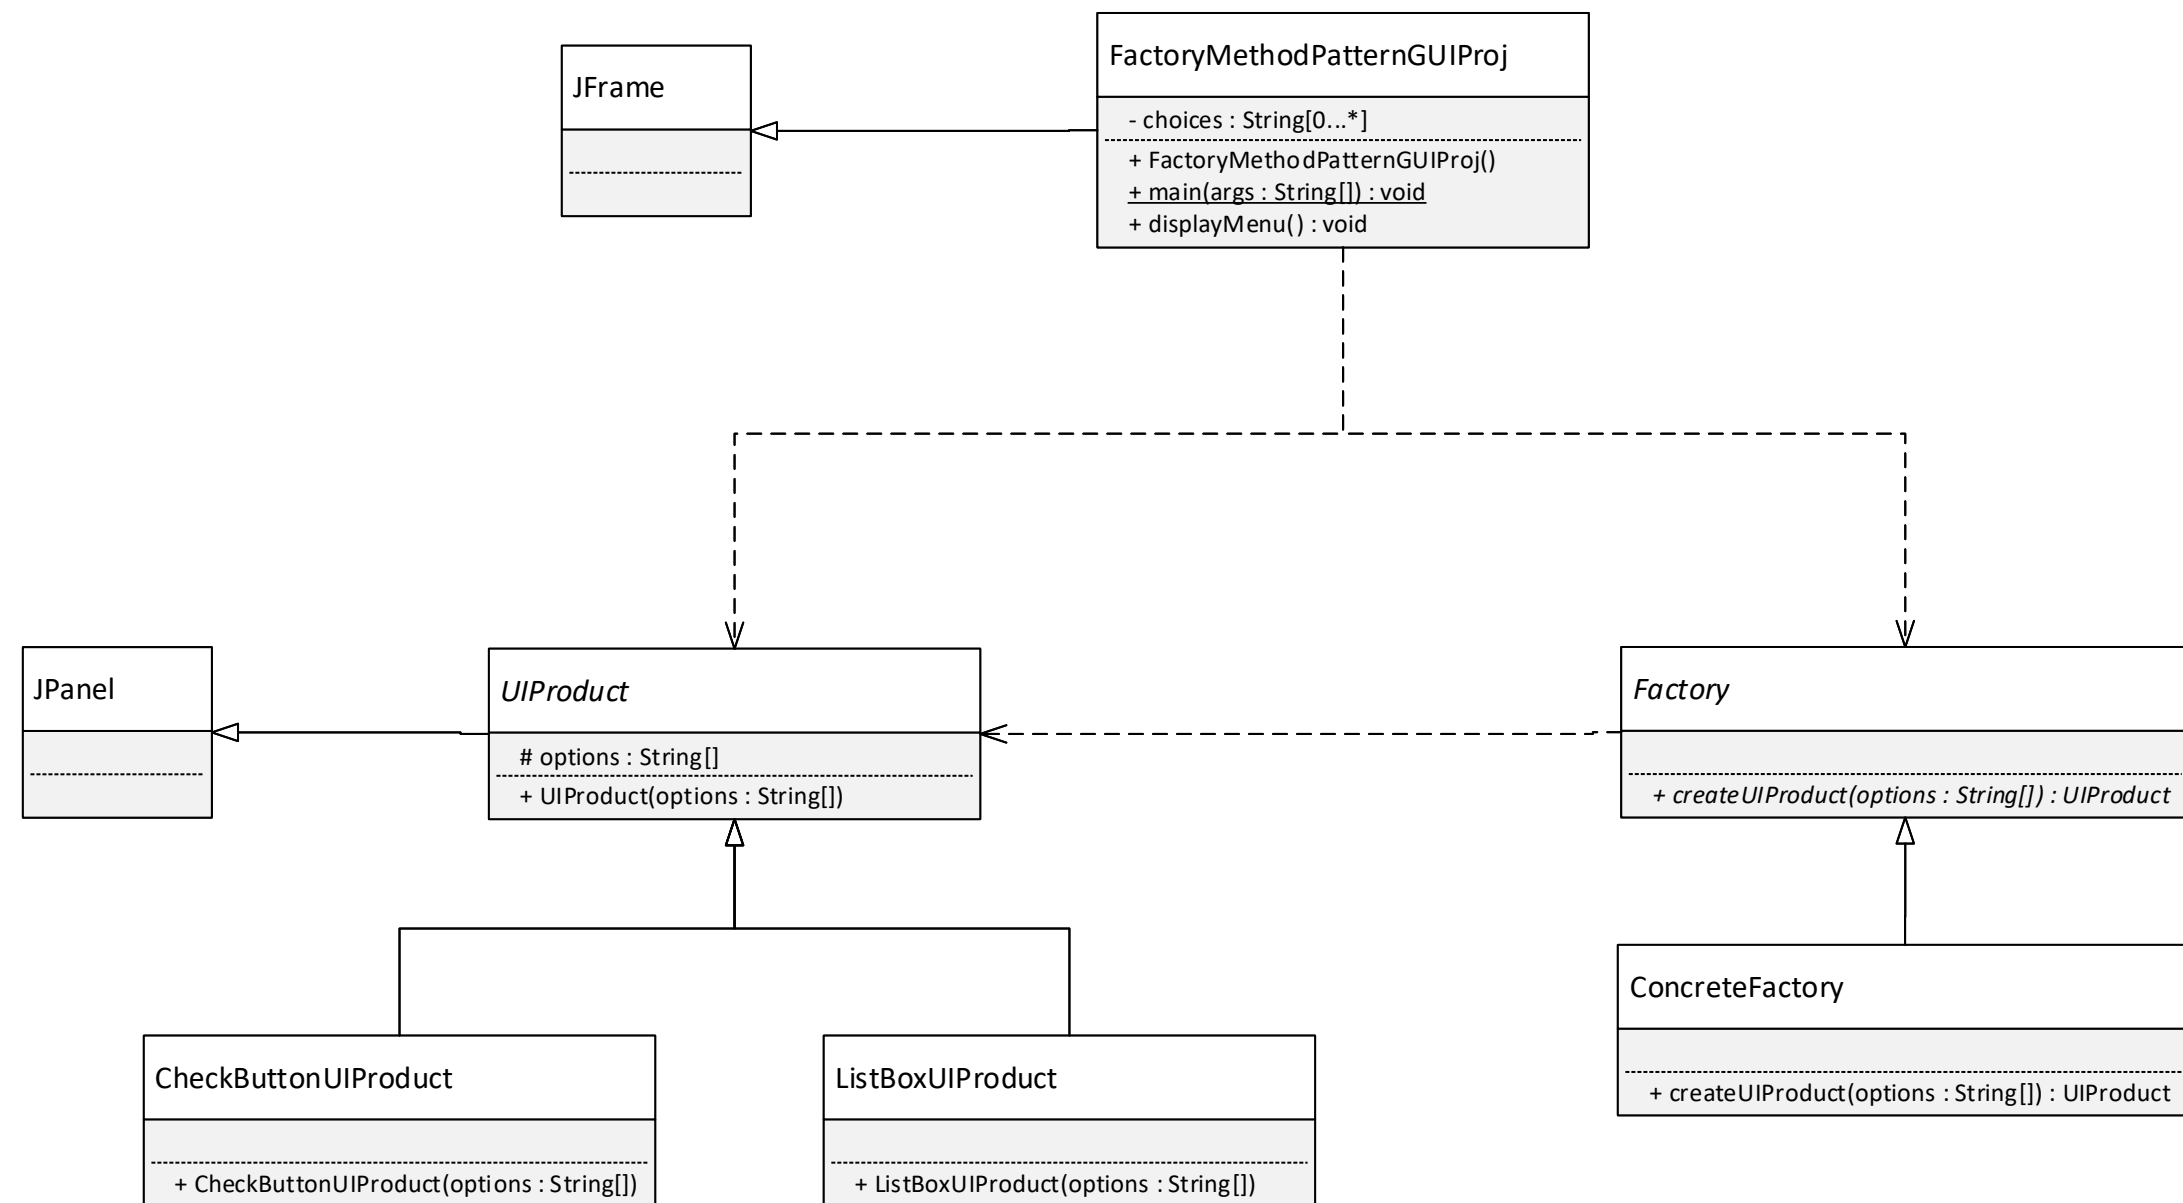 JFrame
FactoryMethodPatternGUIProj
- choices : String[0...*]
+ FactoryMethodPatternGUIProj()
+ main(args : String[]) : void
+ displayMenu() : void
JPanel
UIProduct
# options : String[]
+ UIProduct(options : String[])
Factory
+ createUIProduct(options : String[]) : UIProduct
ConcreteFactory
+ createUIProduct(options : String[]) : UIProduct
CheckButtonUIProduct
+ CheckButtonUIProduct(options : String[])
ListBoxUIProduct
+ ListBoxUIProduct(options : String[])